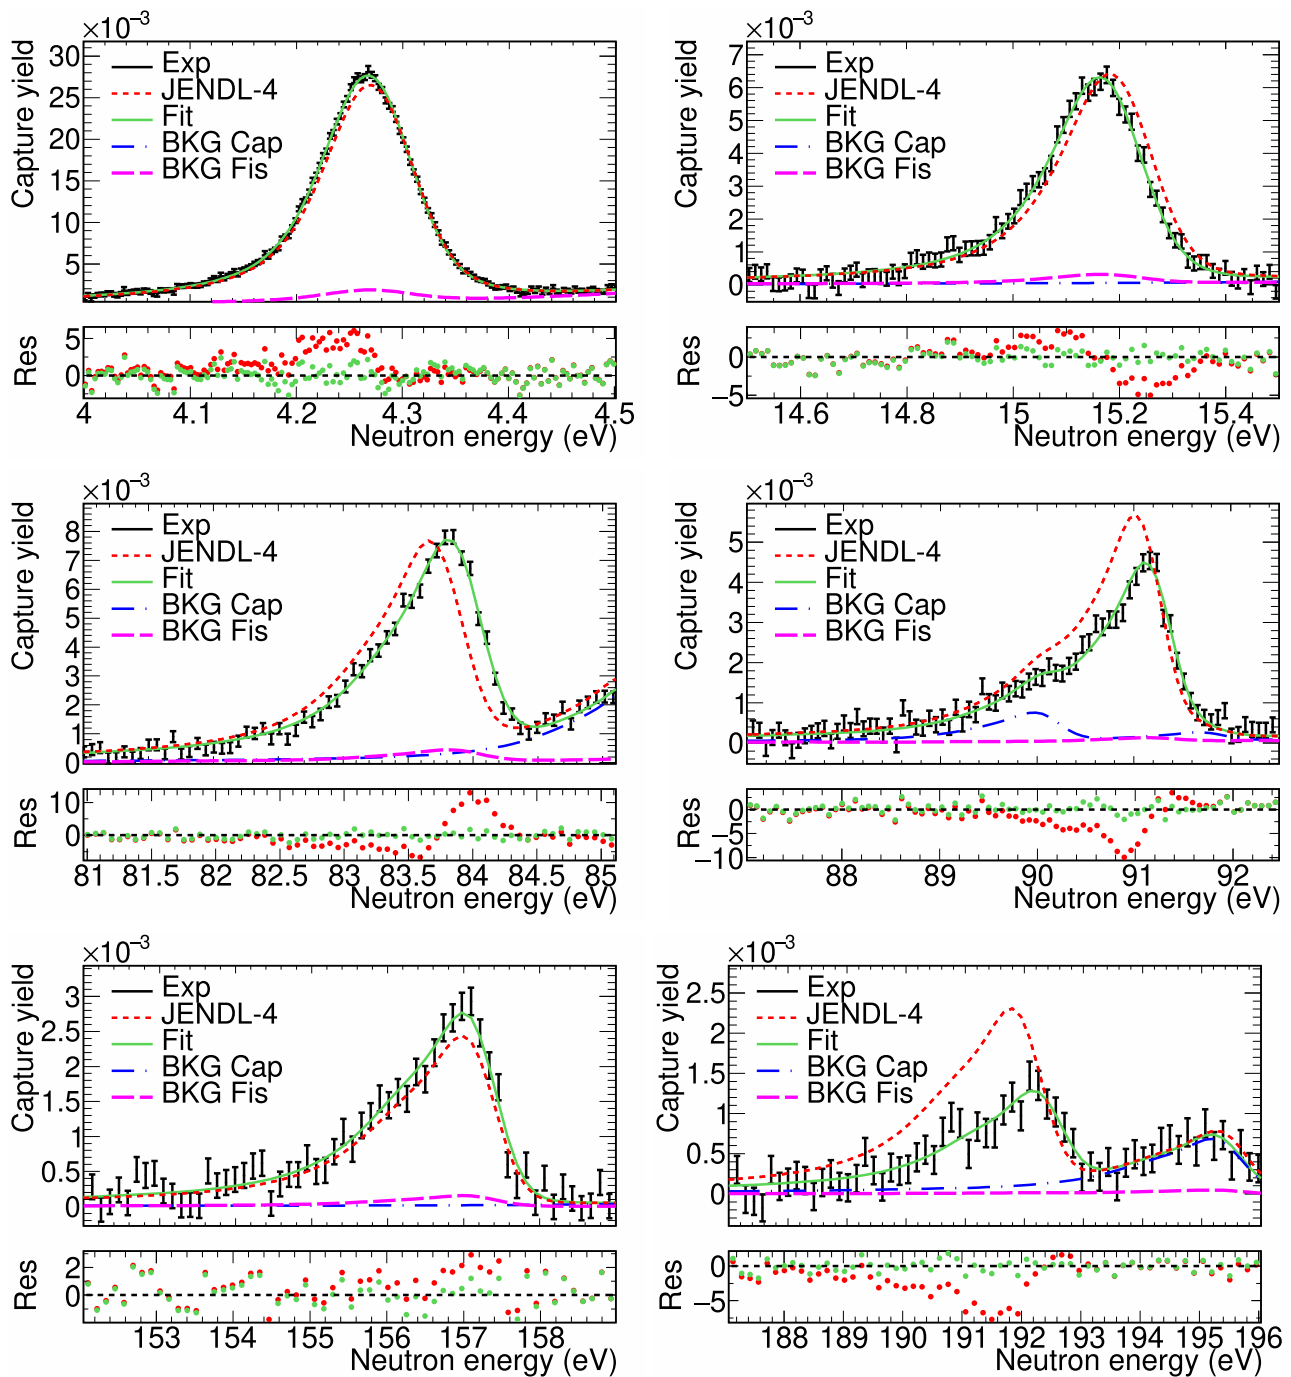 ×10⁻³
Capture yield
30
25
20
15
10
5
Exp
JENDL-4
Fit
BKG Cap
BKG Fis
Res
5
0
4 4.1 4.2 4.3 4.4 4.5
Neutron energy (eV)
×10⁻³
Capture yield
7
6
5
4
3
2
1
0
Exp
JENDL-4
Fit
BKG Cap
BKG Fis
Res
0
−5
14.6 14.8 15 15.2 15.4
Neutron energy (eV)
×10⁻³
Capture yield
8
7
6
5
4
3
2
1
0
Exp
JENDL-4
Fit
BKG Cap
BKG Fis
Res
10
0
81 81.5 82 82.5 83 83.5 84 84.5 85
Neutron energy (eV)
×10⁻³
Capture yield
5
4
3
2
1
0
Exp
JENDL-4
Fit
BKG Cap
BKG Fis
Res
0
−5
−10
88 89 90 91 92
Neutron energy (eV)
×10⁻³
Capture yield
3
2.5
2
1.5
1
0.5
0
Exp
JENDL-4
Fit
BKG Cap
BKG Fis
Res
2
0
153 154 155 156 157 158
Neutron energy (eV)
×10⁻³
Capture yield
2.5
2
1.5
1
0.5
0
Exp
JENDL-4
Fit
BKG Cap
BKG Fis
Res
0
−5
188 189 190 191 192 193 194 195 196
Neutron energy (eV)